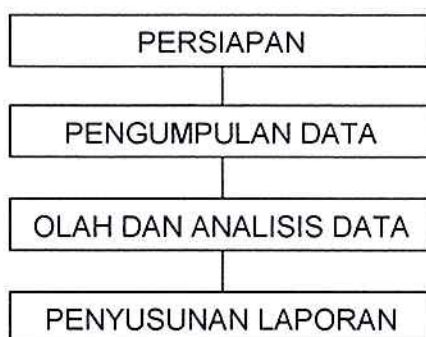 PERSIAPAN
PENGUMPULAN DATA
OLAH DAN ANALISIS DATA
PENYUSUNAN LAPORAN